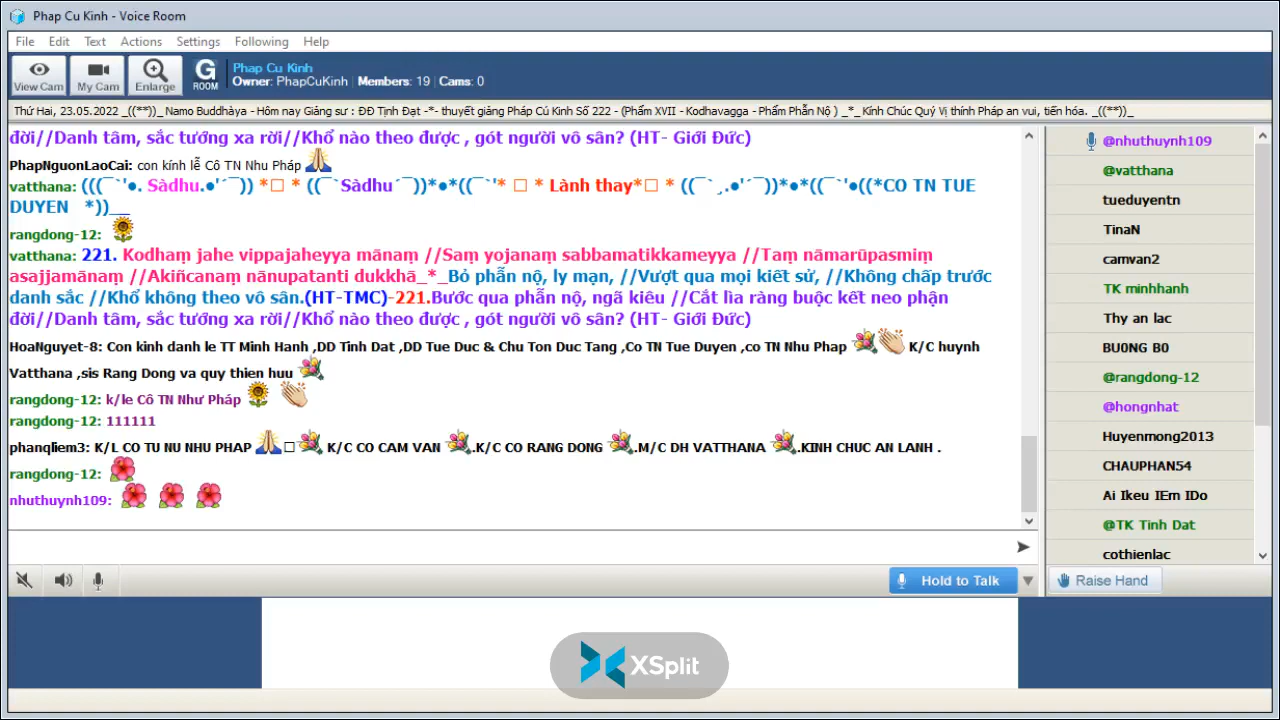 Phap Cu Kinh - Voice Room
File Edit Text Actions Settings Following Help
View Cam My Cam Enlarge G ROOM
Phap Cu Kinh
Owner: PhapCuKinh | Members: 19 | Cams: 0
Thứ Hai, 23.05.2022 _((**))_ Namo Buddhàya - Hôm nay Giảng sư : ĐĐ Tịnh Đạt -*- thuyết giảng Pháp Cú Kinh Số 222 - (Phẩm XVII - Kodhavagga - Phẩm Phẫn Nộ ) _*_ Kính Chúc Quý Vị thính Pháp an vui, tiến hóa. _((**))_
đời//Danh tâm, sắc tướng xa rời//Khổ nào theo được , gót người vô sân? (HT- Giới Đức)
PhapNguonLaoCai: con kính lễ Cô TN Nhu Pháp 🙏
vatthana: (((¯`'●. Sàdhu.●'´¯)) *□ * ((¯`Sàdhu´¯))*●*((¯`'* □ * Lành thay*□ * ((¯`¸.●'´¯))*●*((¯`'●((*CO TN TUE
DUYEN *))__
rangdong-12: 🌻
vatthana: 221. Kodhaṃ jahe vippajaheyya mānaṃ //Saṃ yojanaṃ sabbamatikkameyya //Taṃ nāmarūpasmiṃ
asajjamānaṃ //Akiñcanaṃ nānupatanti dukkhā_*_Bỏ phẫn nộ, ly mạn, //Vượt qua mọi kiết sử, //Không chấp trước
danh sắc //Khổ không theo vô sân.(HT-TMC)-221.Bước qua phẫn nộ, ngã kiêu //Cắt lìa ràng buộc kết neo phận
đời//Danh tâm, sắc tướng xa rời//Khổ nào theo được , gót người vô sân? (HT- Giới Đức)
HoaNguyet-8: Con kinh danh le TT Minh Hanh ,DD Tinh Dat ,DD Tue Duc & Chu Ton Duc Tang ,Co TN Tue Duyen ,co TN Nhu Phap 💐👏 K/C huynh
Vatthana ,sis Rang Dong va quy thien huu 💐
rangdong-12: k/le Cô TN Như Pháp 🌻 👏
rangdong-12: 111111
phanqliem3: K/L CO TU NU NHU PHAP 🙏□💐 K/C CO CAM VAN 💐.K/C CO RANG DONG 💐.M/C DH VATTHANA 💐.KINH CHUC AN LANH .
rangdong-12: 🌺
nhuthuynh109: 🌺 🌺 🌺
Hold to Talk
@nhuthuynh109
@vatthana
tueduyentn
TinaN
camvan2
TK minhhanh
Thy an lac
BU0NG B0
@rangdong-12
@hongnhat
Huyenmong2013
CHAUPHAN54
Ai Ikeu IEm IDo
@TK Tinh Dat
cothienlac
Raise Hand
XSplit